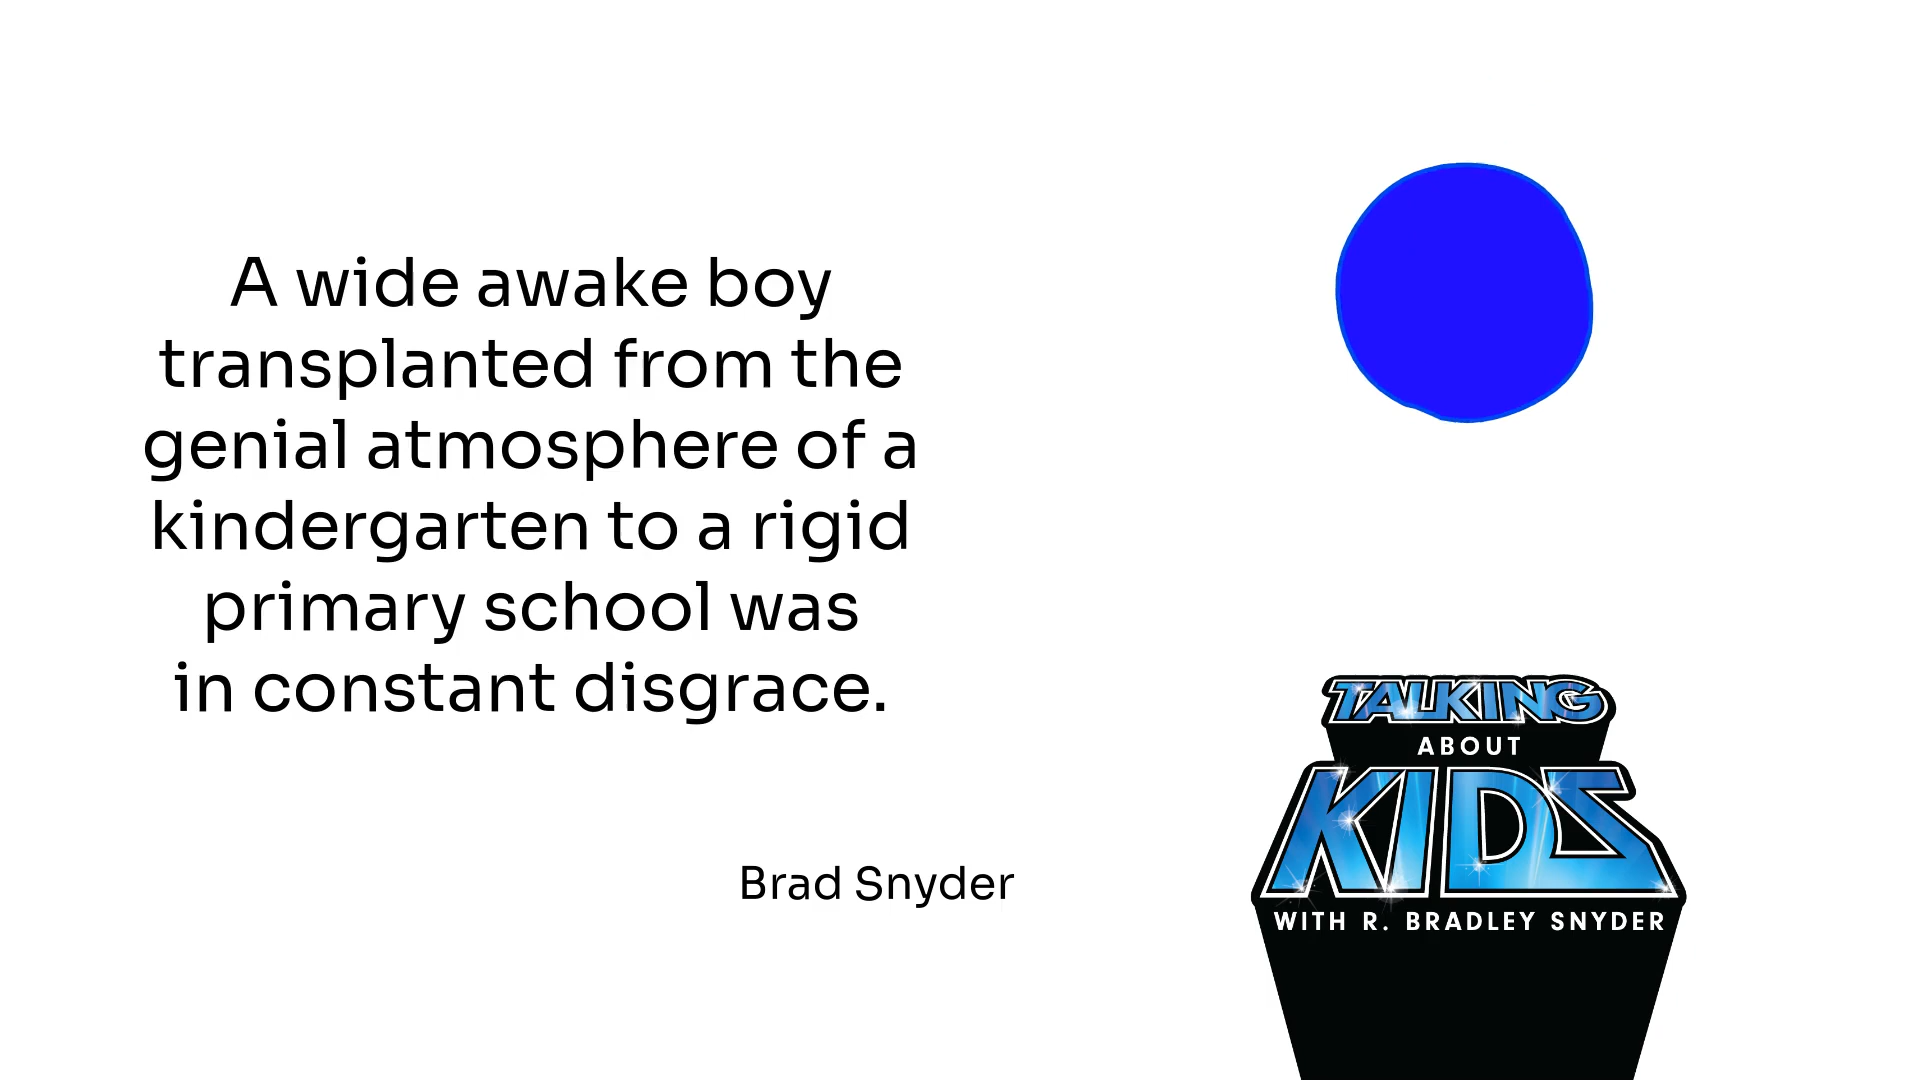 A wide awake boy
transplanted from the
genial atmosphere of a
kindergarten to a rigid
primary school was
in constant disgrace.
Brad Snyder
TALKING
ABOUT
KIDS
WITH R. BRADLEY SNYDER